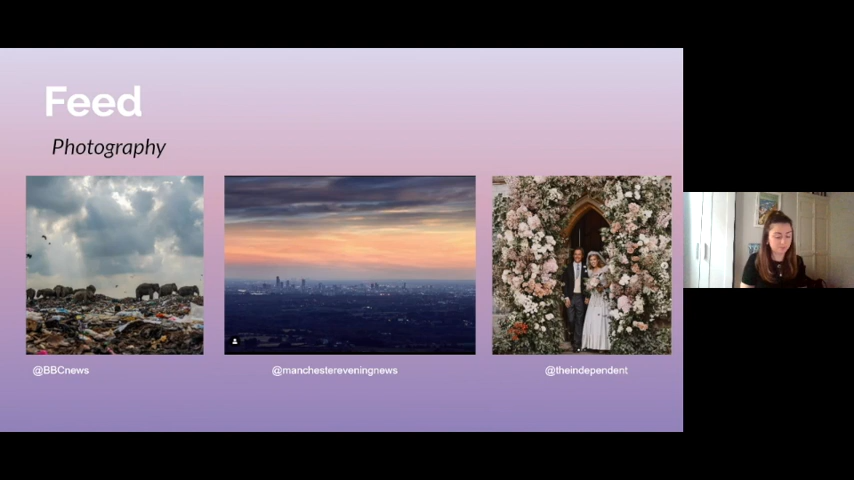 Feed
Photography
@BBCnews
@manchestereveningnews
@theindependent